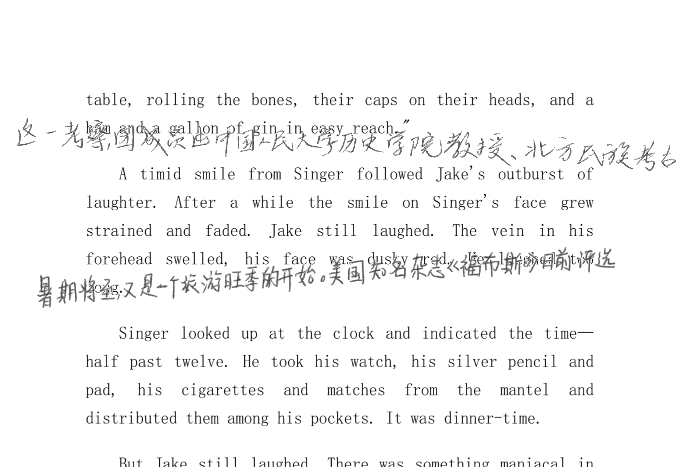 table, rolling the bones, their caps on their heads, and a
ham and a gallon of gin in easy reach."
这一考察团成员由中国人民大学历史学院教授、北方民族考古
A timid smile from Singer followed Jake's outburst of
laughter. After a while the smile on Singer's face grew
strained and faded. Jake still laughed. The vein in his
forehead swelled, his face was dusky red, he laughed too
long.
暑期将至又是一个旅游旺季的开始。美国知名杂志《福布斯》日前评选
Singer looked up at the clock and indicated the time—
half past twelve. He took his watch, his silver pencil and
pad, his cigarettes and matches from the mantel and
distributed them among his pockets. It was dinner-time.
But Jake still laughed. There was something maniacal in